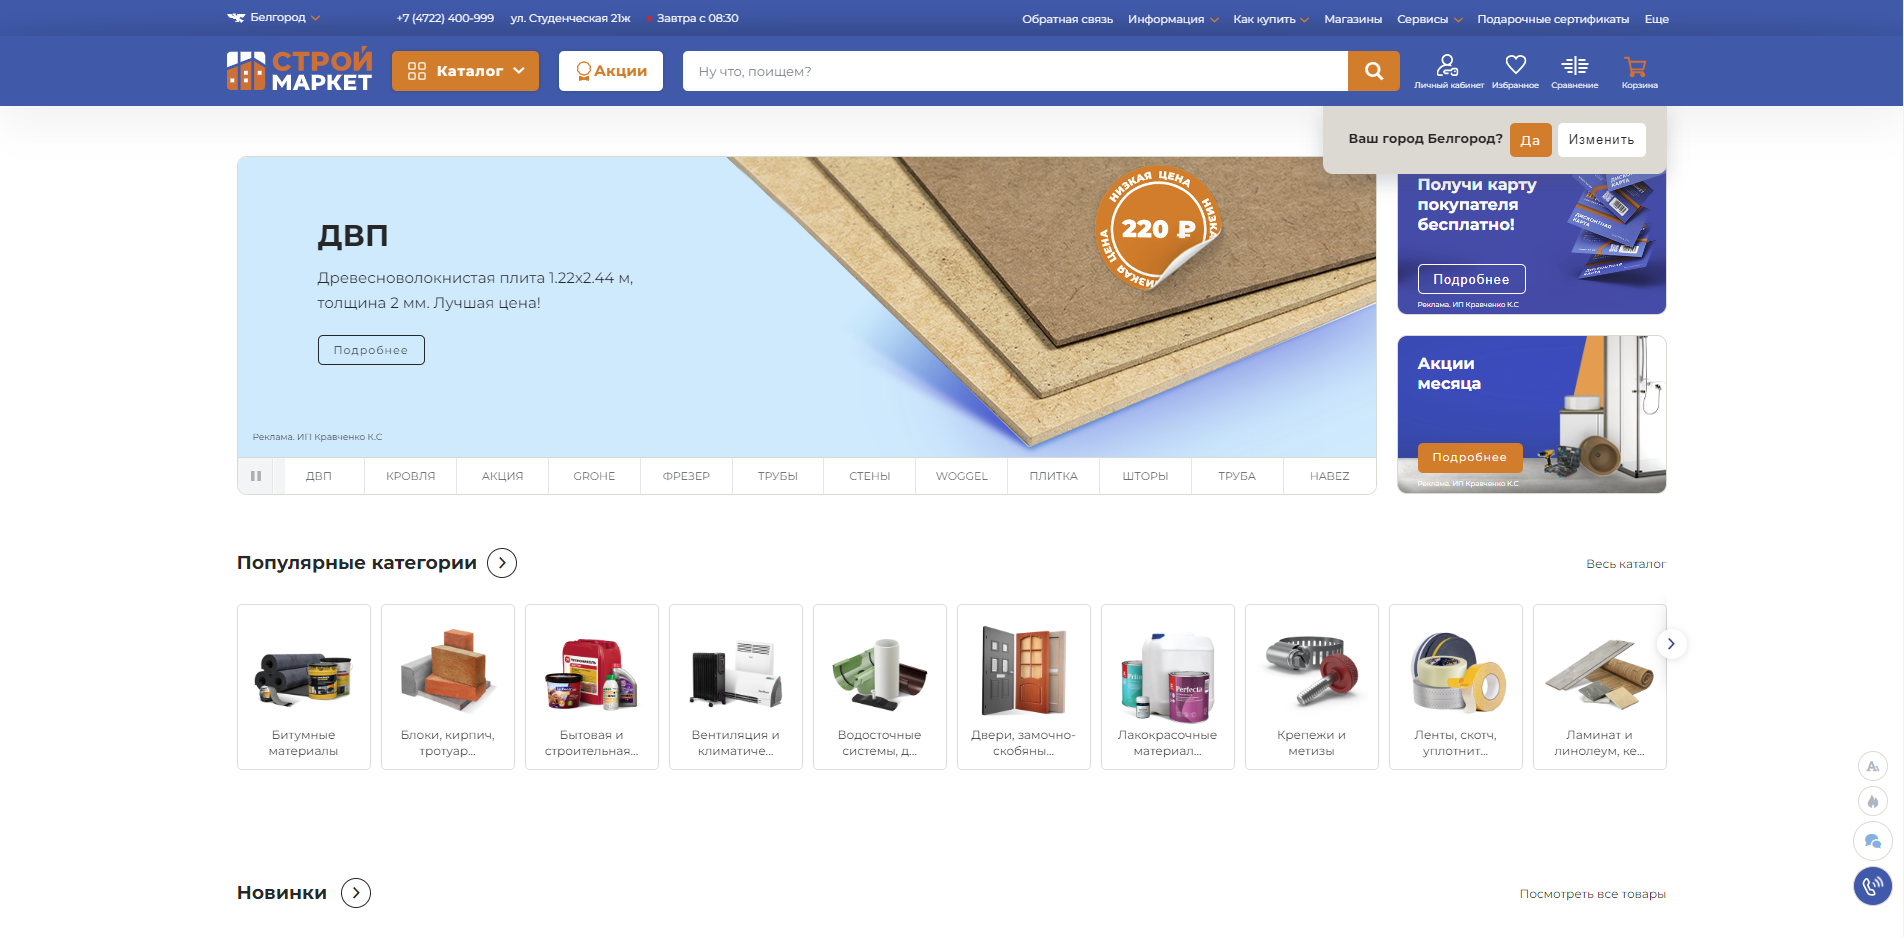 Белгород
+7 (4722) 400-999
ул. Студенческая 21ж
Завтра с 08:30
Обратная связь
Информация
Как купить
Магазины
Сервисы
Подарочные сертификаты
Еще
СТРОЙ
МАРКЕТ
Каталог
Акции
Ну что, поищем?
Личный кабинет
Избранное
Сравнение
Корзина
Ваш город Белгород?
Да
Изменить
ДВП
Древесноволокнистая плита 1.22х2.44 м,
толщина 2 мм. Лучшая цена!
Подробнее
Реклама. ИП Кравченко К.С
НИЗКАЯ ЦЕНА
220 ₽
НИЗКАЯ ЦЕНА
Получи карту
покупателя
бесплатно!
Подробнее
Реклама. ИП Кравченко К.С
ДИСКОНТНАЯ
КАРТА
Акции
месяца
Подробнее
Реклама. ИП Кравченко К.С
ДВП
КРОВЛЯ
АКЦИЯ
GROHE
ФРЕЗЕР
ТРУБЫ
СТЕНЫ
WOGGEL
ПЛИТКА
ШТОРЫ
ТРУБА
HABEZ
Популярные категории
Весь каталог
Perfecta
Битумные
материалы
Блоки, кирпич,
тротуар...
Бытовая и
строительная...
Вентиляция и
климатиче...
Водосточные
системы, д...
Двери, замочно-
скобяны...
Лакокрасочные
материал...
Крепежи и
метизы
Ленты, скотч,
уплотнит...
Ламинат и
линолеум, ке...
Новинки
Посмотреть все товары